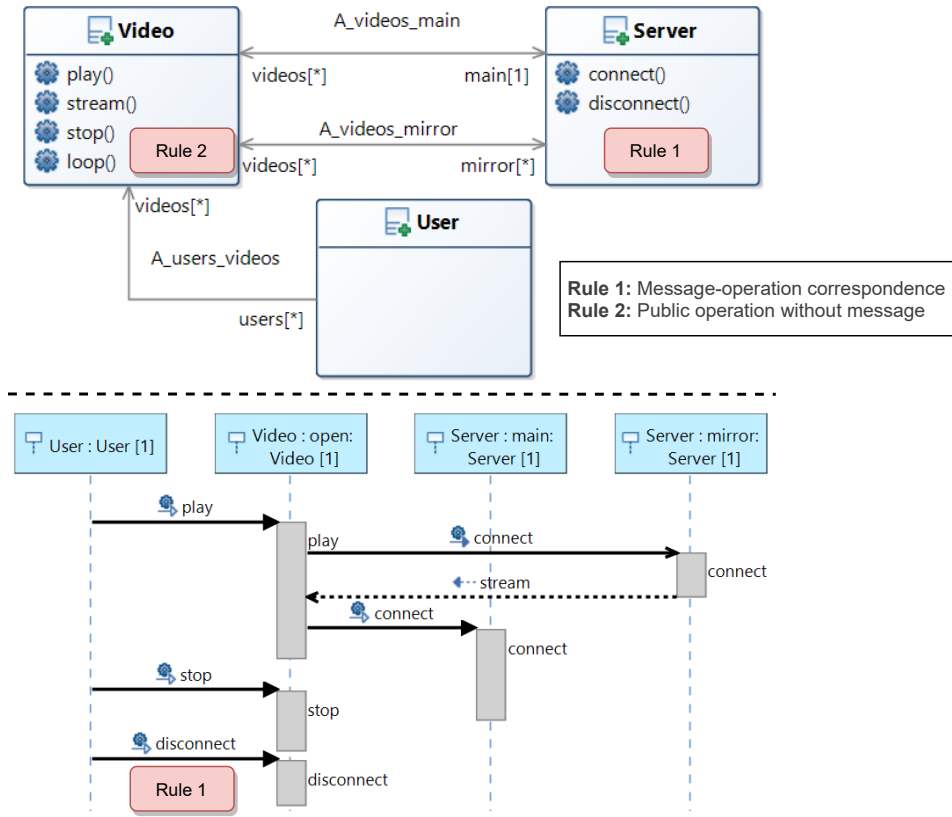 Video
play()
stream()
stop()
loop()
Rule 2
A_videos_main
videos[*]
main[1]
A_videos_mirror
videos[*]
mirror[*]
Server
connect()
disconnect()
Rule 1
videos[*]
A_users_videos
users[*]
User
Rule 1: Message-operation correspondence
Rule 2: Public operation without message
User : User [1]
Video : open:
Video [1]
Server : main:
Server [1]
Server : mirror:
Server [1]
play
play
connect
connect
stream
connect
connect
stop
stop
disconnect
disconnect
Rule 1